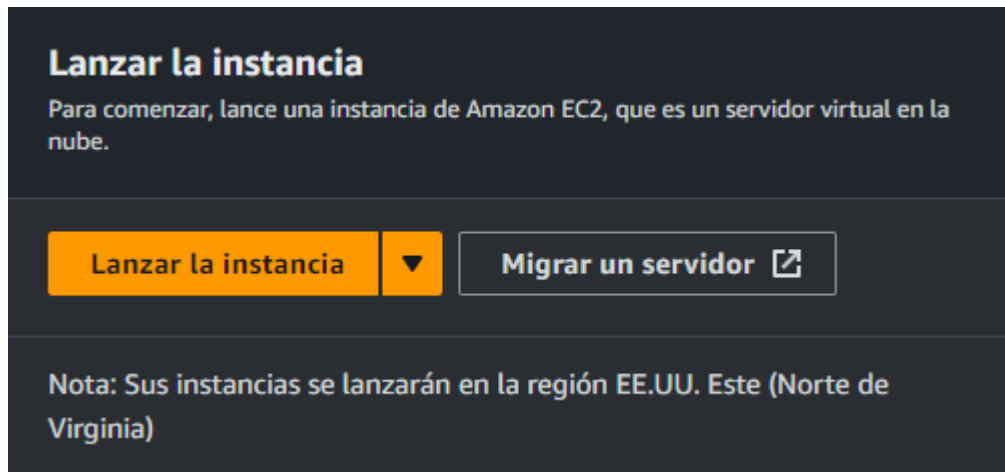 Lanzar la instancia
Para comenzar, lance una instancia de Amazon EC2, que es un servidor virtual en la
nube.
Lanzar la instancia
Migrar un servidor
Nota: Sus instancias se lanzarán en la región EE.UU. Este (Norte de
Virginia)